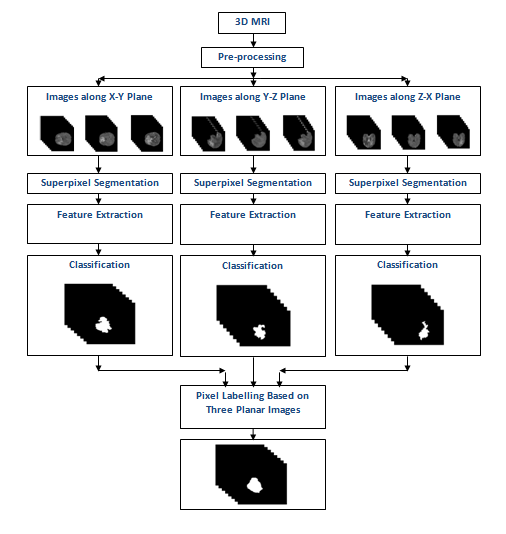 3D MRI
Pre-processing
Images along X-Y Plane
Images along Y-Z Plane
Images along Z-X Plane
Superpixel Segmentation
Superpixel Segmentation
Superpixel Segmentation
Feature Extraction
Feature Extraction
Feature Extraction
Classification
Classification
Classification
Pixel Labelling Based on
Three Planar Images